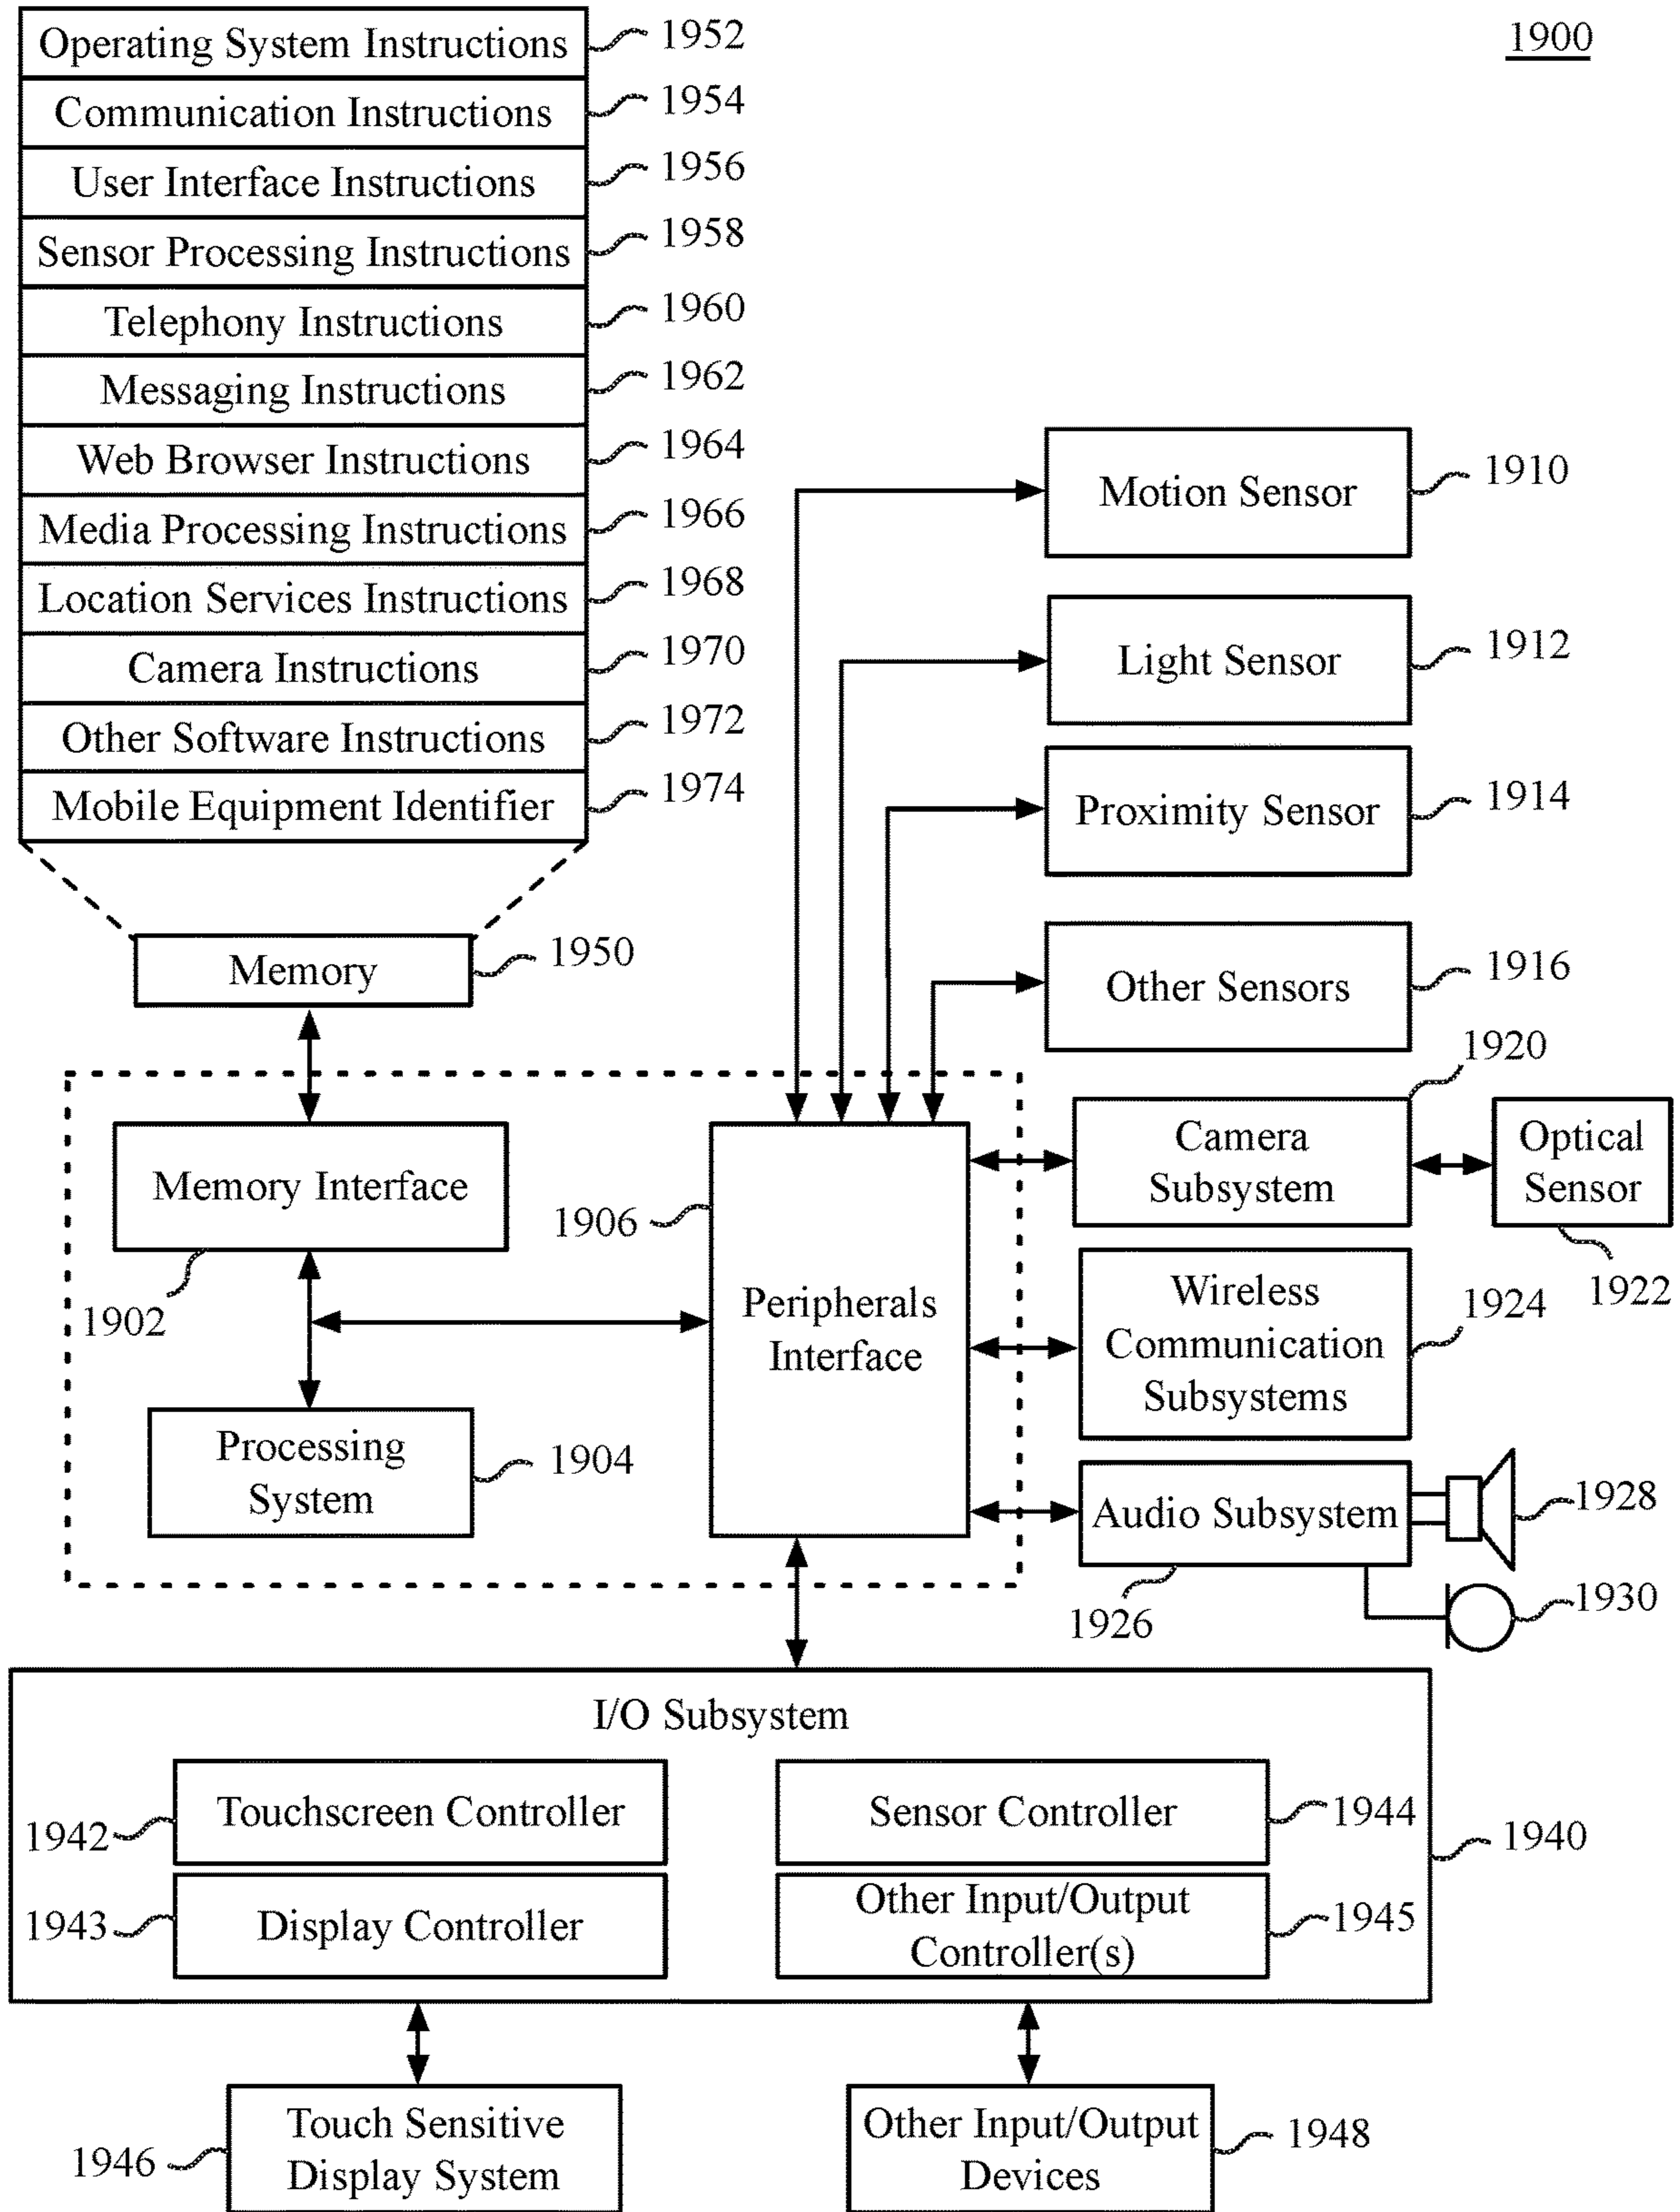 1900
Operating System Instructions
1952
Communication Instructions
1954
User Interface Instructions
1956
Sensor Processing Instructions
1958
Telephony Instructions
1960
Messaging Instructions
1962
Web Browser Instructions
1964
Media Processing Instructions
1966
Location Services Instructions
1968
Camera Instructions
1970
Other Software Instructions
1972
Mobile Equipment Identifier
1974
Memory
1950
Motion Sensor
1910
Light Sensor
1912
Proximity Sensor
1914
Other Sensors
1916
Memory Interface
1902
Processing
System
1904
1906
Peripherals
Interface
1920
Camera
Subsystem
Optical
Sensor
1922
Wireless
Communication
Subsystems
1924
Audio Subsystem
1926
1928
1930
I/O Subsystem
1940
Touchscreen Controller
1942
Sensor Controller
1944
Display Controller
1943
Other Input/Output
Controller(s)
1945
Touch Sensitive
Display System
1946
Other Input/Output
Devices
1948